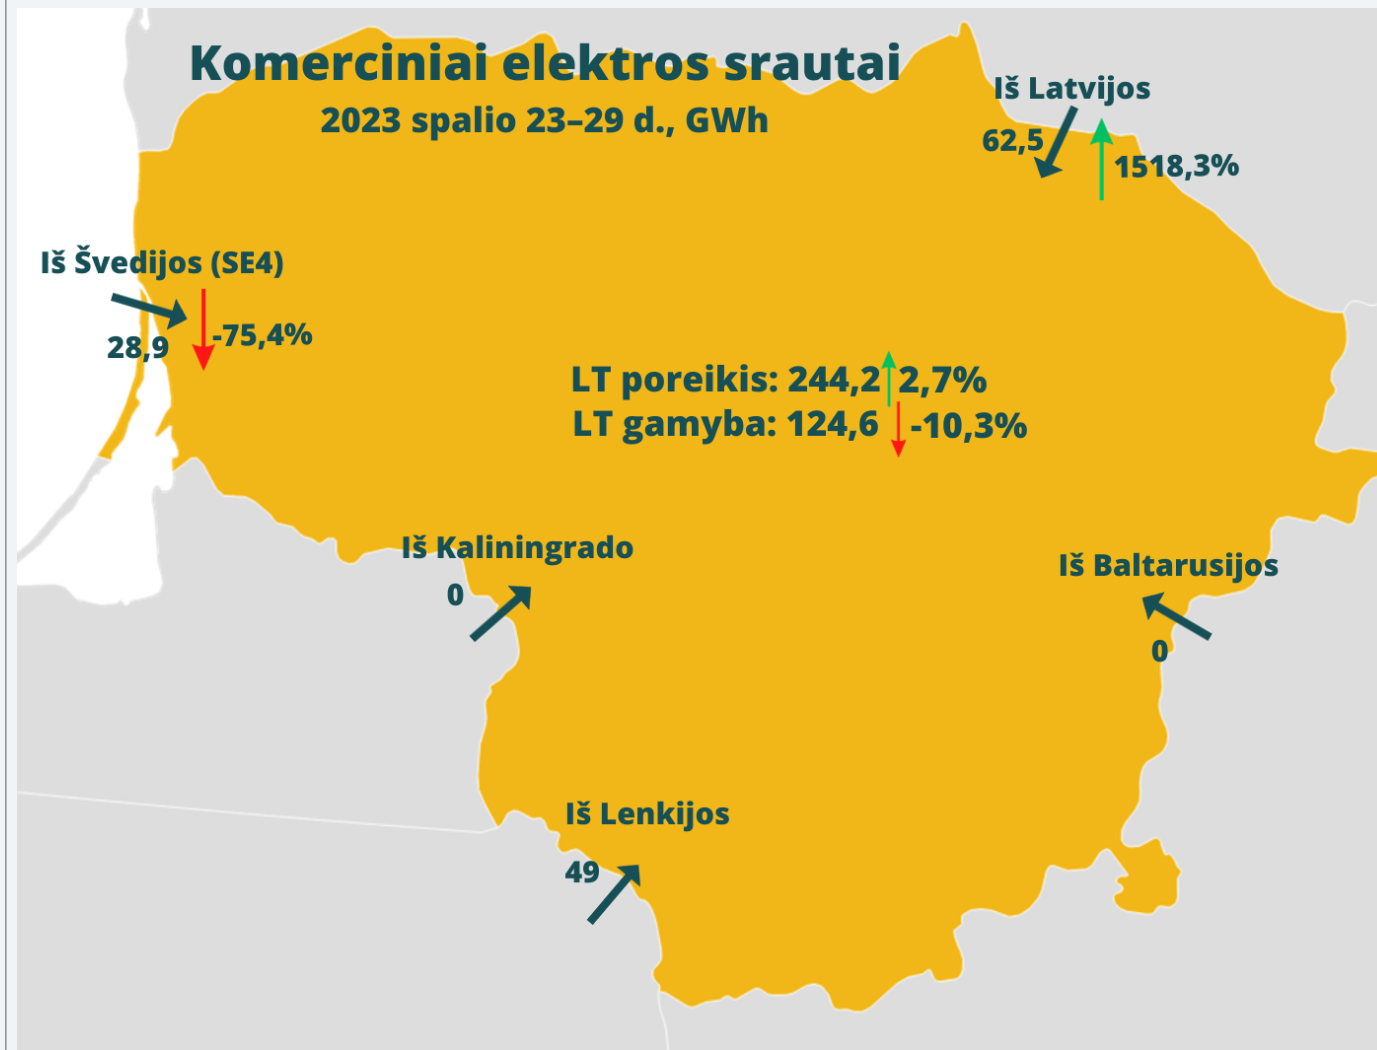 Komerciniai elektros srautai
2023 spalio 23–29 d., GWh
Iš Latvijos
62,5
1518,3%
Iš Švedijos (SE4)
-75,4%
28,9
LT poreikis: 244,2 2,7%
LT gamyba: 124,6 -10,3%
Iš Kaliningrado
0
Iš Baltarusijos
0
Iš Lenkijos
49